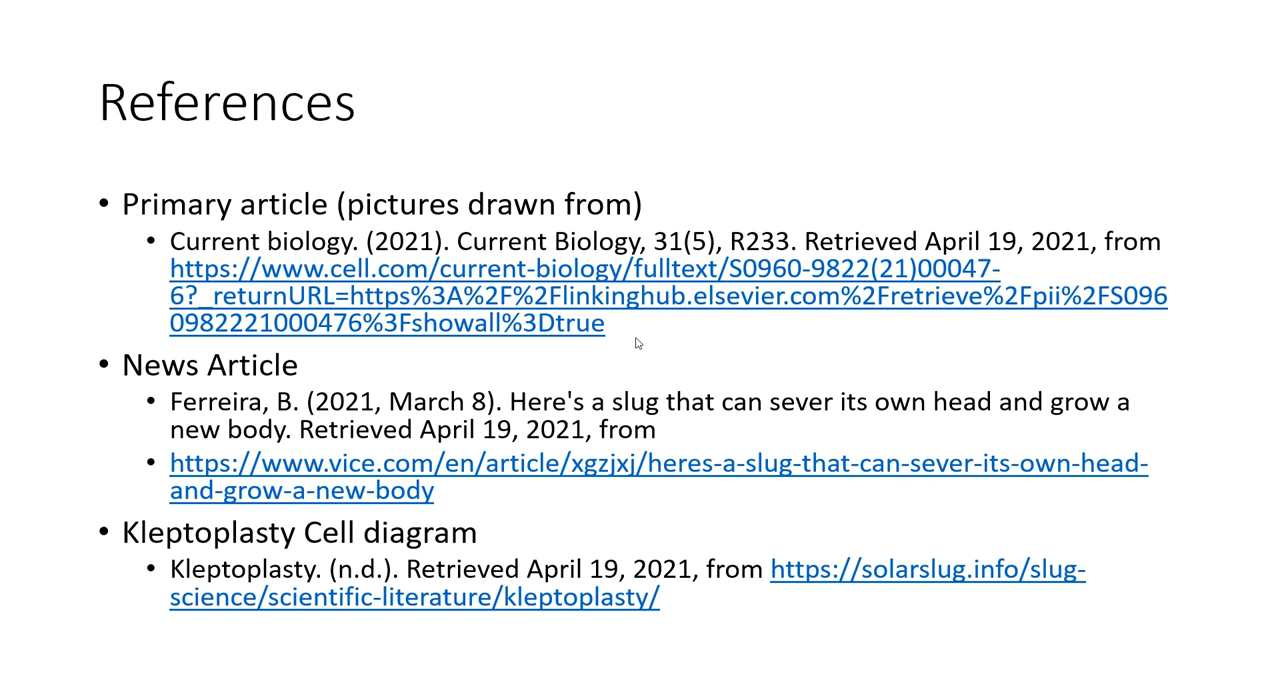 References
• Primary article (pictures drawn from)
• Current biology. (2021). Current Biology, 31(5), R233. Retrieved April 19, 2021, from
https://www.cell.com/current-biology/fulltext/S0960-9822(21)00047-
6?_returnURL=https%3A%2F%2Flinkinghub.elsevier.com%2Fretrieve%2Fpii%2FS096
0982221000476%3Fshowall%3Dtrue
• News Article
• Ferreira, B. (2021, March 8). Here's a slug that can sever its own head and grow a
new body. Retrieved April 19, 2021, from
• https://www.vice.com/en/article/xgzjxj/heres-a-slug-that-can-sever-its-own-head-
and-grow-a-new-body
• Kleptoplasty Cell diagram
• Kleptoplasty. (n.d.). Retrieved April 19, 2021, from https://solarslug.info/slug-
science/scientific-literature/kleptoplasty/